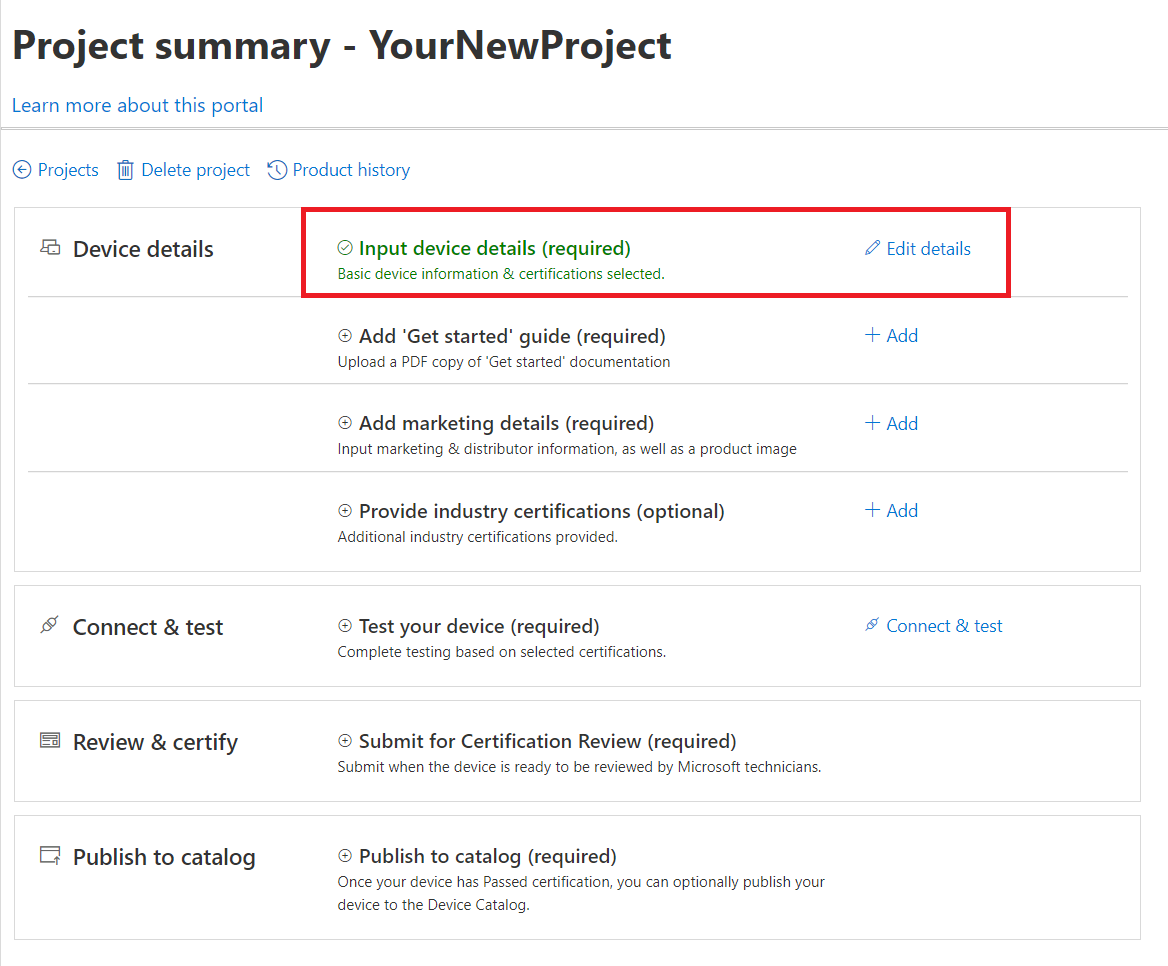 Project summary - YourNewProject
Learn more about this portal
Projects Delete project Product history
Device details
Input device details (required) Edit details
Basic device information & certifications selected.
Add 'Get started' guide (required) Add
Upload a PDF copy of 'Get started' documentation
Add marketing details (required) Add
Input marketing & distributor information, as well as a product image
Provide industry certifications (optional) Add
Additional industry certifications provided.
Connect & test
Test your device (required) Connect & test
Complete testing based on selected certifications.
Review & certify
Submit for Certification Review (required)
Submit when the device is ready to be reviewed by Microsoft technicians.
Publish to catalog
Publish to catalog (required)
Once your device has Passed certification, you can optionally publish your
device to the Device Catalog.